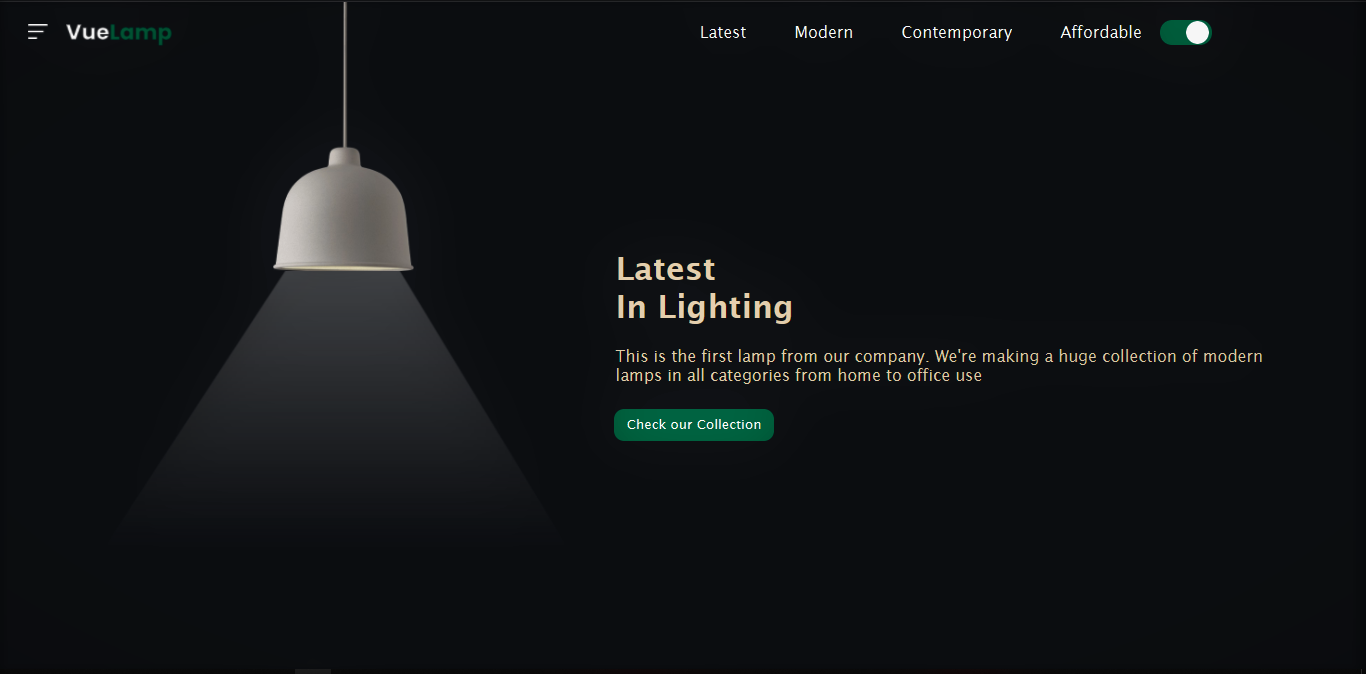 VueLamp
Latest
Modern
Contemporary
Affordable
Latest
In Lighting
This is the first lamp from our company. We're making a huge collection of modern
lamps in all categories from home to office use
Check our Collection